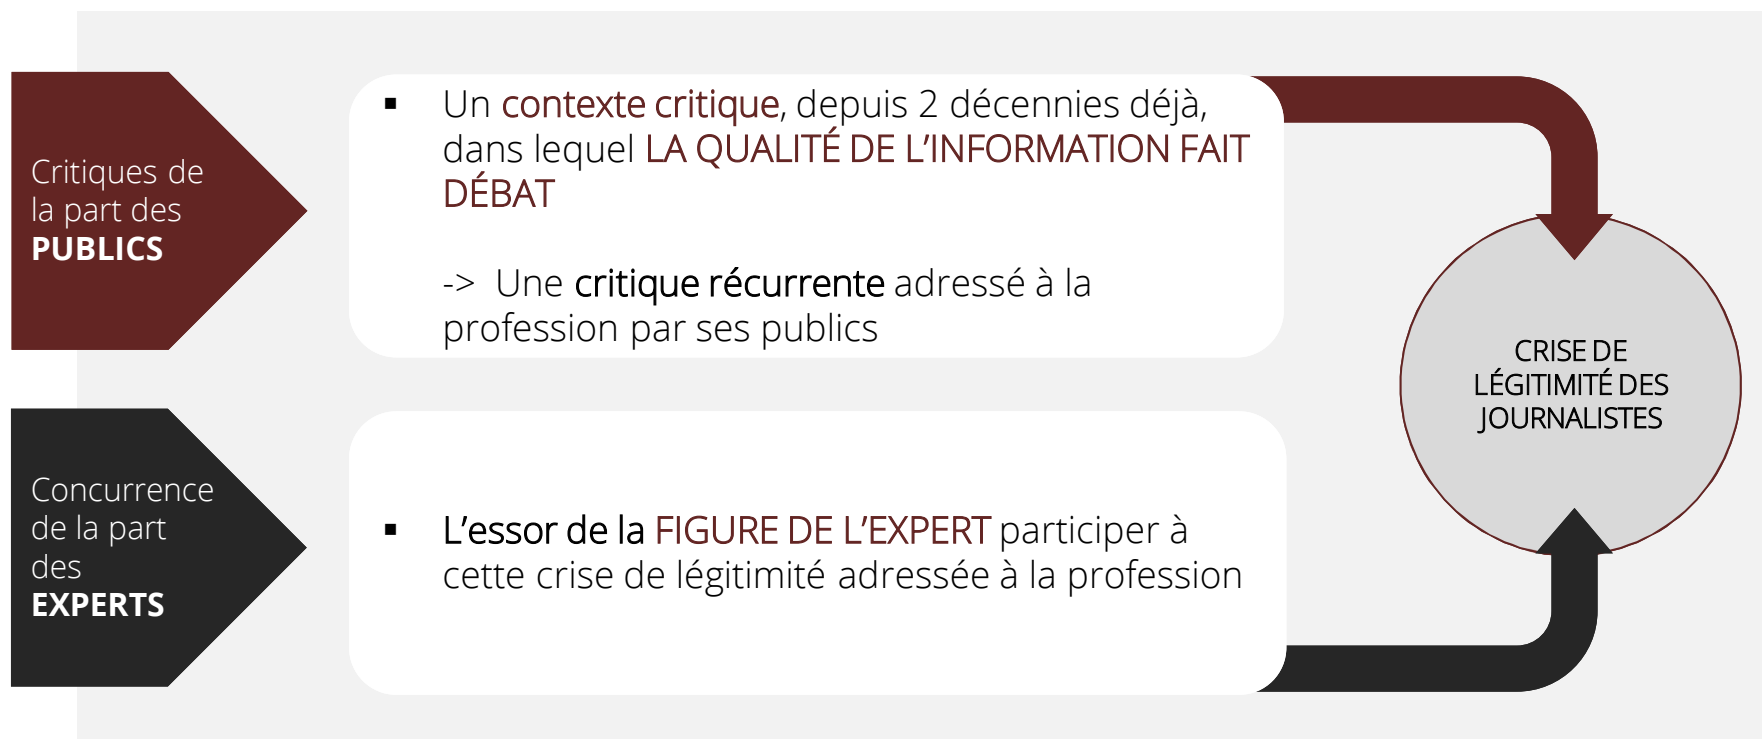 Critiques de
la part des
PUBLICS
▪ Un contexte critique, depuis 2 décennies déjà,
dans lequel LA QUALITÉ DE L’INFORMATION FAIT
DÉBAT
-> Une critique récurrente adressé à la
profession par ses publics
Concurrence
de la part
des
EXPERTS
▪ L’essor de la FIGURE DE L’EXPERT participer à
cette crise de légitimité adressée à la profession
CRISE DE
LÉGITIMITÉ DES
JOURNALISTES